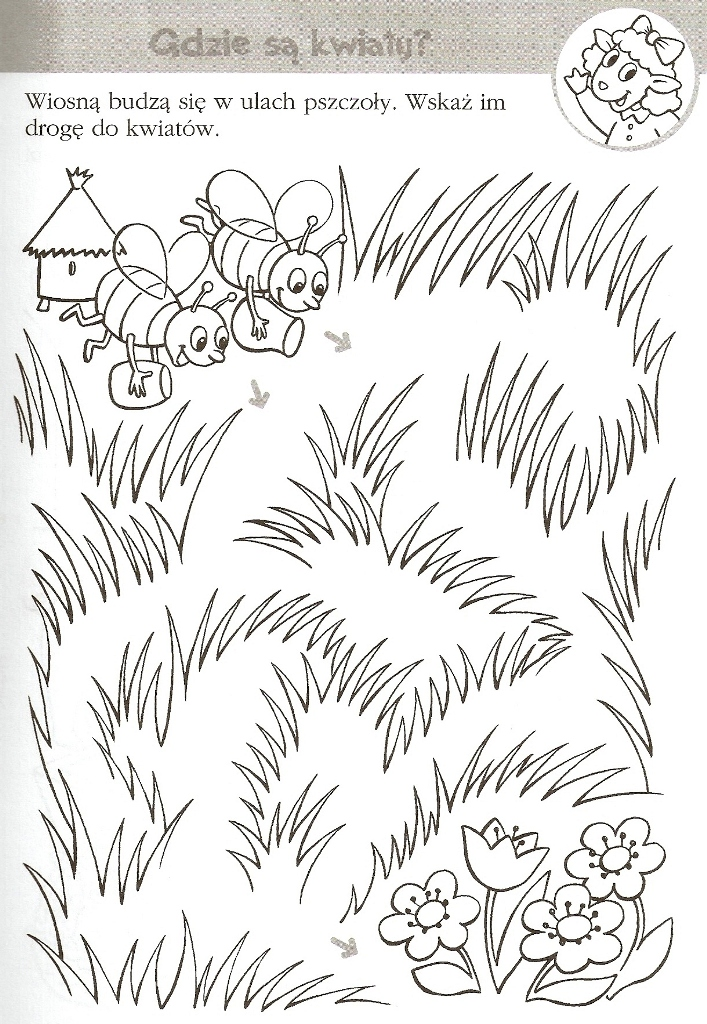 Gdzie są kwiaty?
Wiosną budzą się w ulach pszczoły. Wskaż im
drogę do kwiatów.